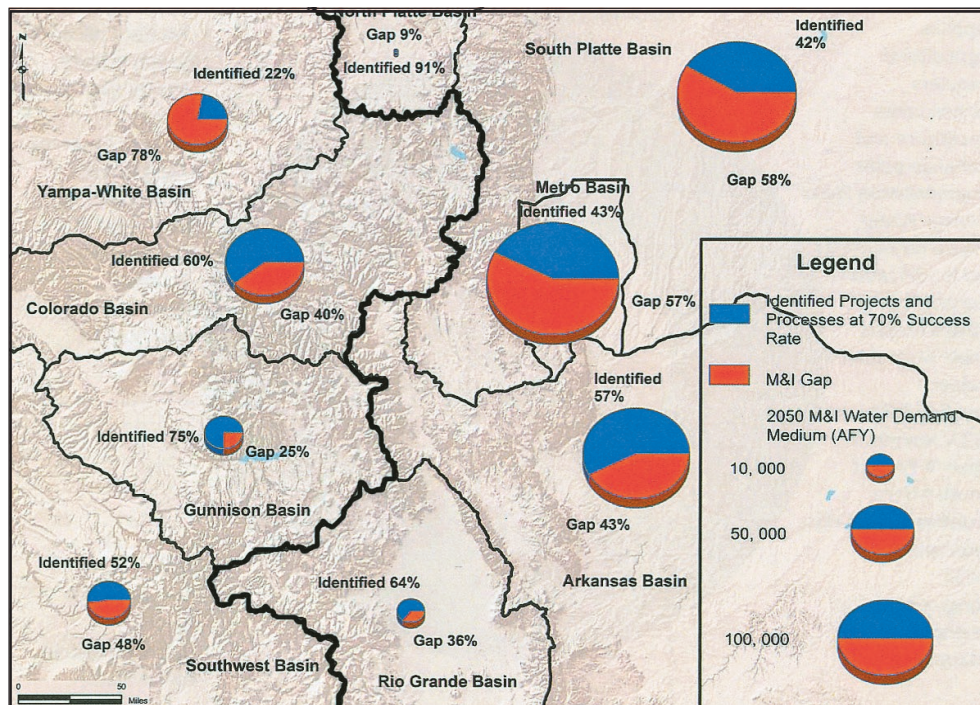 North Platte Basin
Gap 9%
Identified 91%
South Platte Basin
Identified
42%
Gap 58%
Identified 22%
Gap 78%
Yampa-White Basin
Metro Basin
Identified 43%
Gap 57%
Identified 60%
Gap 40%
Colorado Basin
Identified
57%
Gap 43%
Arkansas Basin
Identified 75%
Gap 25%
Gunnison Basin
Identified 52%
Gap 48%
Southwest Basin
Identified 64%
Gap 36%
Rio Grande Basin
Legend
Identified Projects and
Processes at 70% Success
Rate
M&I Gap
2050 M&I Water Demand
Medium (AFY)
10, 000
50, 000
100, 000
N
0
50
Miles